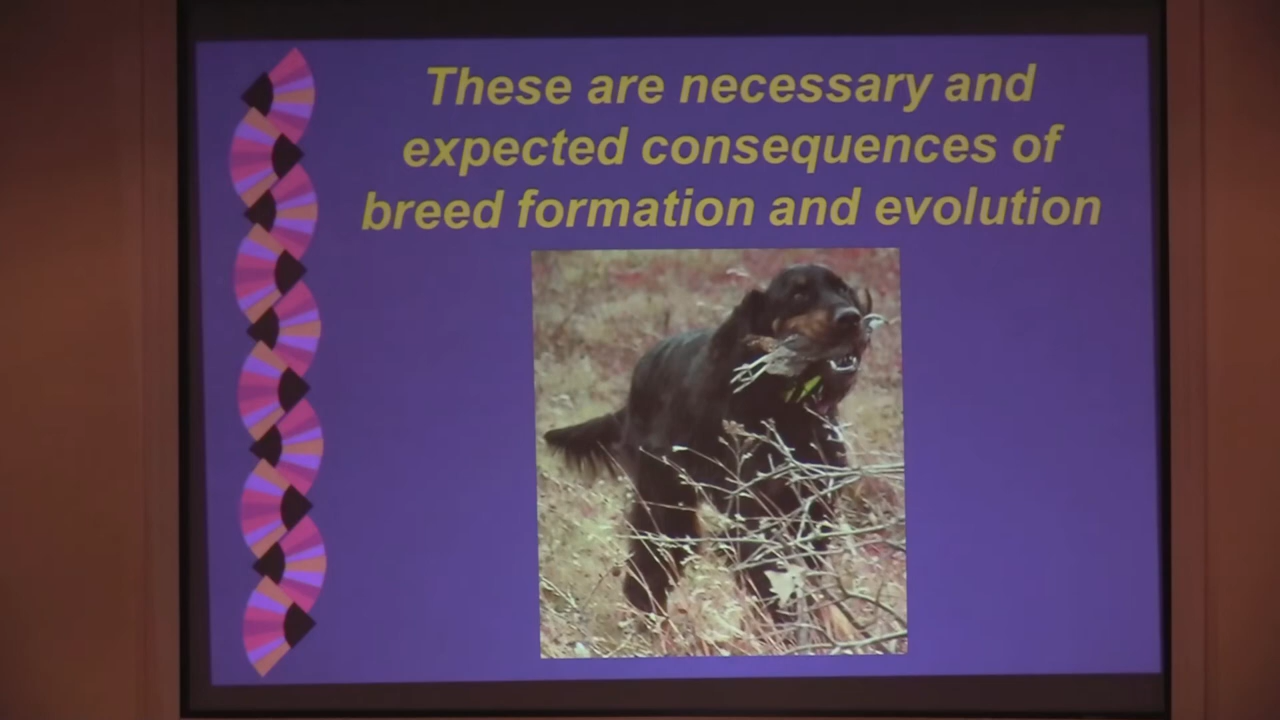 These are necessary and
expected consequences of
breed formation and evolution